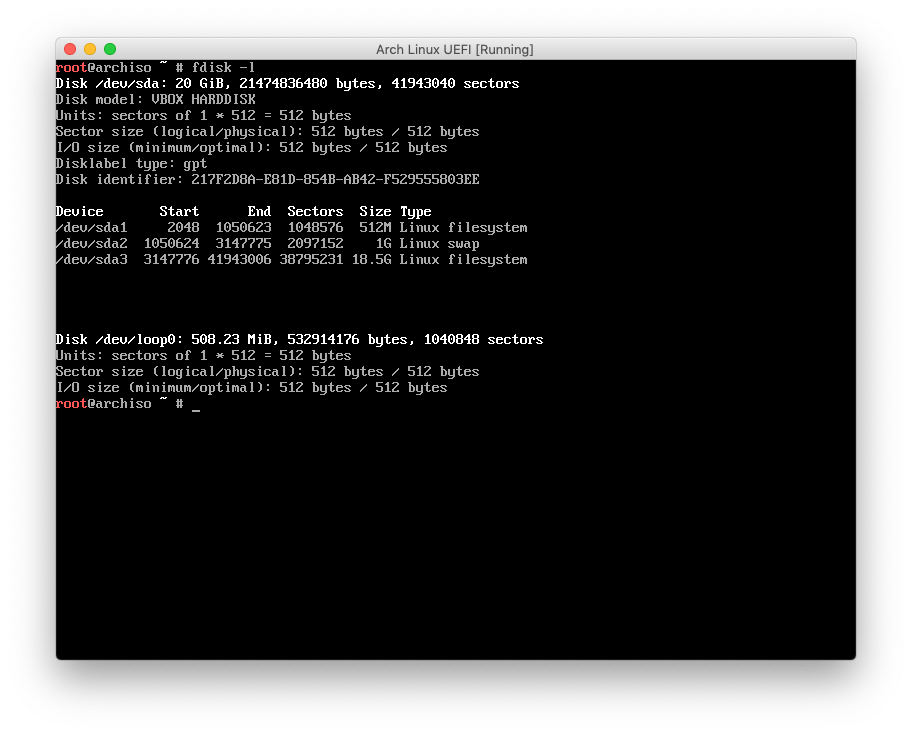 Arch Linux UEFI [Running]
root@archiso ~ # fdisk -l
Disk /dev/sda: 20 GiB, 21474836480 bytes, 41943040 sectors
Disk model: VBOX HARDDISK
Units: sectors of 1 * 512 = 512 bytes
Sector size (logical/physical): 512 bytes / 512 bytes
I/O size (minimum/optimal): 512 bytes / 512 bytes
Disklabel type: gpt
Disk identifier: 217F2D8A-E81D-854B-AB42-F529555803EE
Device       Start      End  Sectors  Size Type
/dev/sda1     2048  1050623  1048576  512M Linux filesystem
/dev/sda2  1050624  3147775  2097152    1G Linux swap
/dev/sda3  3147776 41943006 38795231 18.5G Linux filesystem
Disk /dev/loop0: 508.23 MiB, 532914176 bytes, 1040848 sectors
Units: sectors of 1 * 512 = 512 bytes
Sector size (logical/physical): 512 bytes / 512 bytes
I/O size (minimum/optimal): 512 bytes / 512 bytes
root@archiso ~ # _